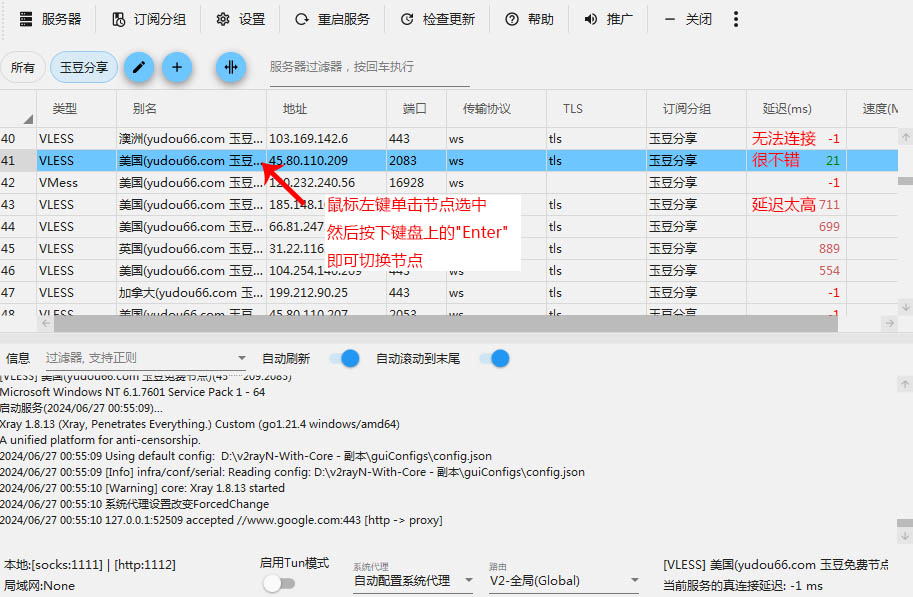 服务器 订阅分组 设置 重启服务 检查更新 帮助 推广 关闭
所有 玉豆分享 服务器过滤器，按回车执行
类型 别名 地址 端口 传输协议 TLS 订阅分组 延迟(ms) 速度(M
40 VLESS 澳洲(yudou66.com 玉豆... 103.169.142.6 443 ws tls 玉豆分享 无法连接 -1
41 VLESS 美国(yudou66.com 玉豆... 45.80.110.209 2083 ws tls 玉豆分享 很不错 21
42 VMess 美国(yudou66.com 玉豆... 120.232.240.56 16928 ws 玉豆分享 -1
43 VLESS 美国(yudou66.com 玉豆... 185.148.1 tls 玉豆分享 延迟太高 711
鼠标左键单击节点选中
44 VLESS 美国(yudou66.com 玉豆... 66.81.247 tls 玉豆分享 699
然后按下键盘上的"Enter"
45 VLESS 英国(yudou66.com 玉豆... 31.22.116 tls 玉豆分享 889
即可切换节点
46 VLESS 美国(yudou66.com 玉豆... 104.254.140.209 443 ws tls 玉豆分享 554
47 VLESS 加拿大(yudou66.com 玉... 199.212.90.25 443 ws tls 玉豆分享 -1
48 VLESS 美国(yudou66.com 玉豆... 45.80.110.207 2053 ws tls 玉豆分享 -1
信息 过滤器, 支持正则 自动刷新 自动滚动到末尾
[VLESS] 美国(yudou66.com 玉豆免费节点)(45***209:2083)
Microsoft Windows NT 6.1.7601 Service Pack 1 - 64
启动服务(2024/06/27 00:55:09)...
Xray 1.8.13 (Xray, Penetrates Everything.) Custom (go1.21.4 windows/amd64)
A unified platform for anti-censorship.
2024/06/27 00:55:09 Using default config:  D:\v2rayN-With-Core - 副本\guiConfigs\config.json
2024/06/27 00:55:09 [Info] infra/conf/serial: Reading config: D:\v2rayN-With-Core - 副本\guiConfigs\config.json
2024/06/27 00:55:10 [Warning] core: Xray 1.8.13 started
2024/06/27 00:55:10 系统代理设置改变ForcedChange
2024/06/27 00:55:10 127.0.0.1:52509 accepted //www.google.com:443 [http -> proxy]
本地:[socks:1111] | [http:1112] 启用Tun模式 系统代理 路由 [VLESS] 美国(yudou66.com 玉豆免费节点
局域网:None 自动配置系统代理 V2-全局(Global) 当前服务的真连接延迟: -1 ms